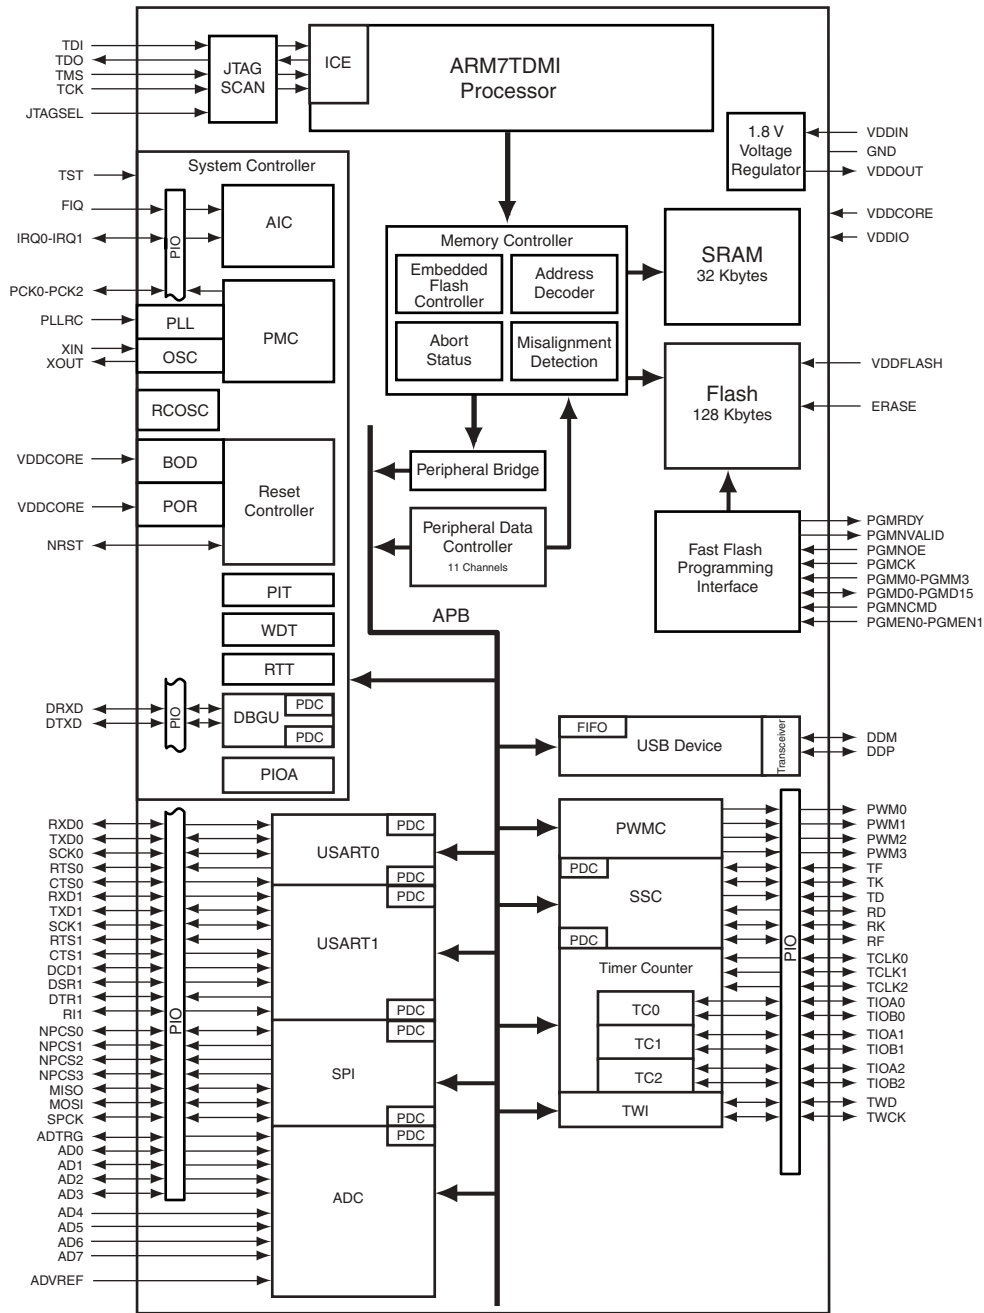 TDI
TDO
TMS
TCK
JTAGSEL
JTAG
SCAN
ICE
ARM7TDMI
Processor
1.8 V
Voltage
Regulator
VDDIN
GND
VDDOUT
VDDCORE
VDDIO
System Controller
TST
FIQ
IRQ0-IRQ1
PIO
AIC
PCK0-PCK2
PLLRC
XIN
XOUT
PLL
OSC
PMC
RCOSC
VDDCORE
BOD
VDDCORE
POR
Reset
Controller
NRST
PIT
WDT
RTT
DRXD
DTXD
PIO
DBGU
PDC
PDC
PIOA
Memory Controller
Embedded
Flash
Controller
Address
Decoder
Abort
Status
Misalignment
Detection
SRAM
32 Kbytes
Flash
128 Kbytes
VDDFLASH
ERASE
Peripheral Bridge
Peripheral Data
Controller
11 Channels
APB
Fast Flash
Programming
Interface
PGMRDY
PGMNVALID
PGMNOE
PGMCK
PGMM0-PGMM3
PGMD0-PGMD15
PGMNCMD
PGMEN0-PGMEN1
FIFO
USB Device
Transceiver
DDM
DDP
RXD0
TXD0
SCK0
RTS0
CTS0
RXD1
TXD1
SCK1
RTS1
CTS1
DCD1
DSR1
DTR1
RI1
NPCS0
NPCS1
NPCS2
NPCS3
MISO
MOSI
SPCK
ADTRG
AD0
AD1
AD2
AD3
AD4
AD5
AD6
AD7
ADVREF
PIO
PDC
USART0
PDC
PDC
USART1
PDC
PDC
SPI
PDC
PDC
ADC
PWMC
PDC
SSC
PDC
Timer Counter
TC0
TC1
TC2
TWI
PIO
PWM0
PWM1
PWM2
PWM3
TF
TK
TD
RD
RK
RF
TCLK0
TCLK1
TCLK2
TIOA0
TIOB0
TIOA1
TIOB1
TIOA2
TIOB2
TWD
TWCK